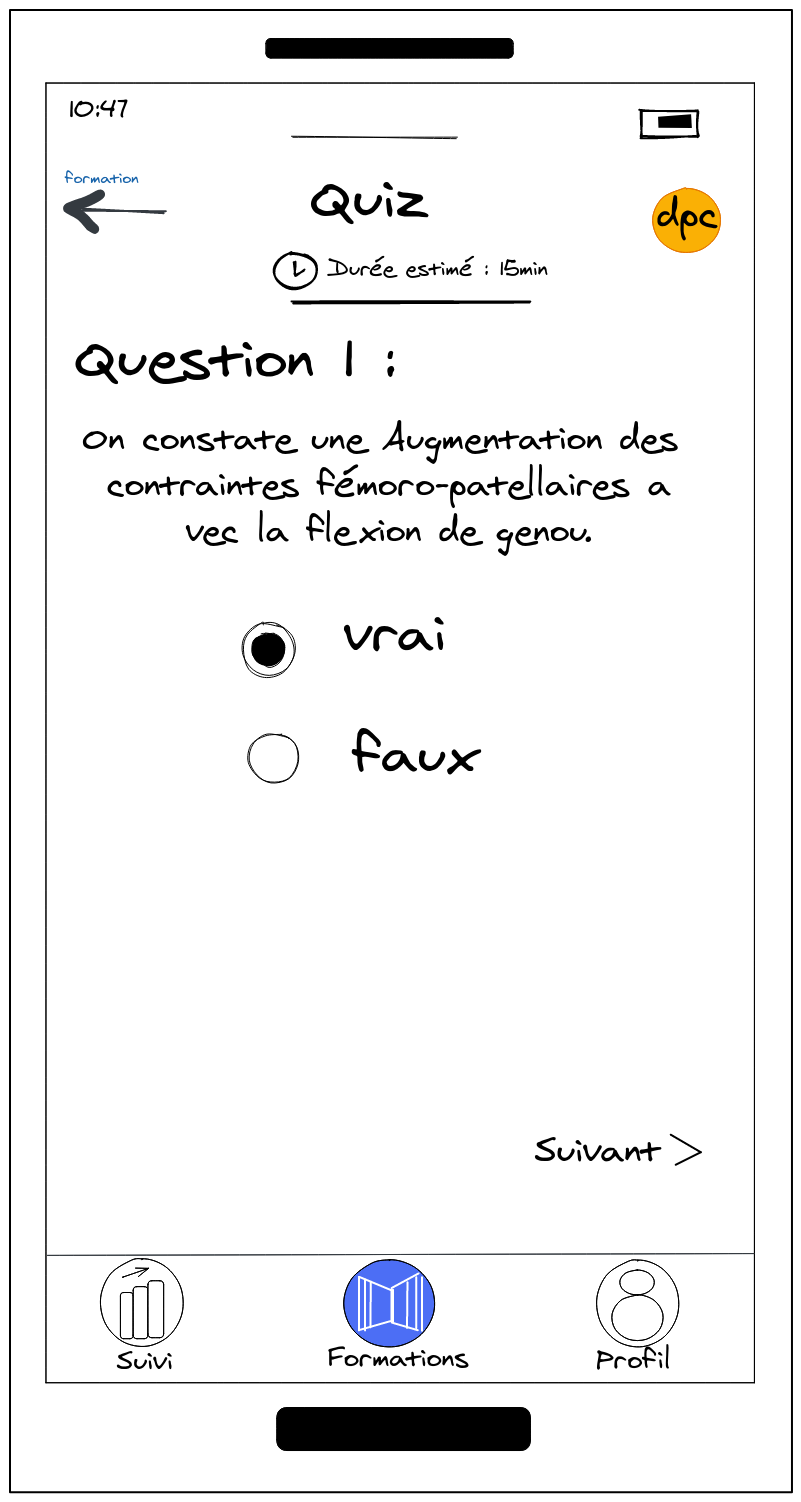 10:47
formation
Quiz
dpc
Durée estimé : 15min
Question 1 :
On constate une Augmentation des
contraintes fémoro-patellaires a
vec la flexion de genou.
vrai
faux
Suivant >
Suivi
Formations
Profil